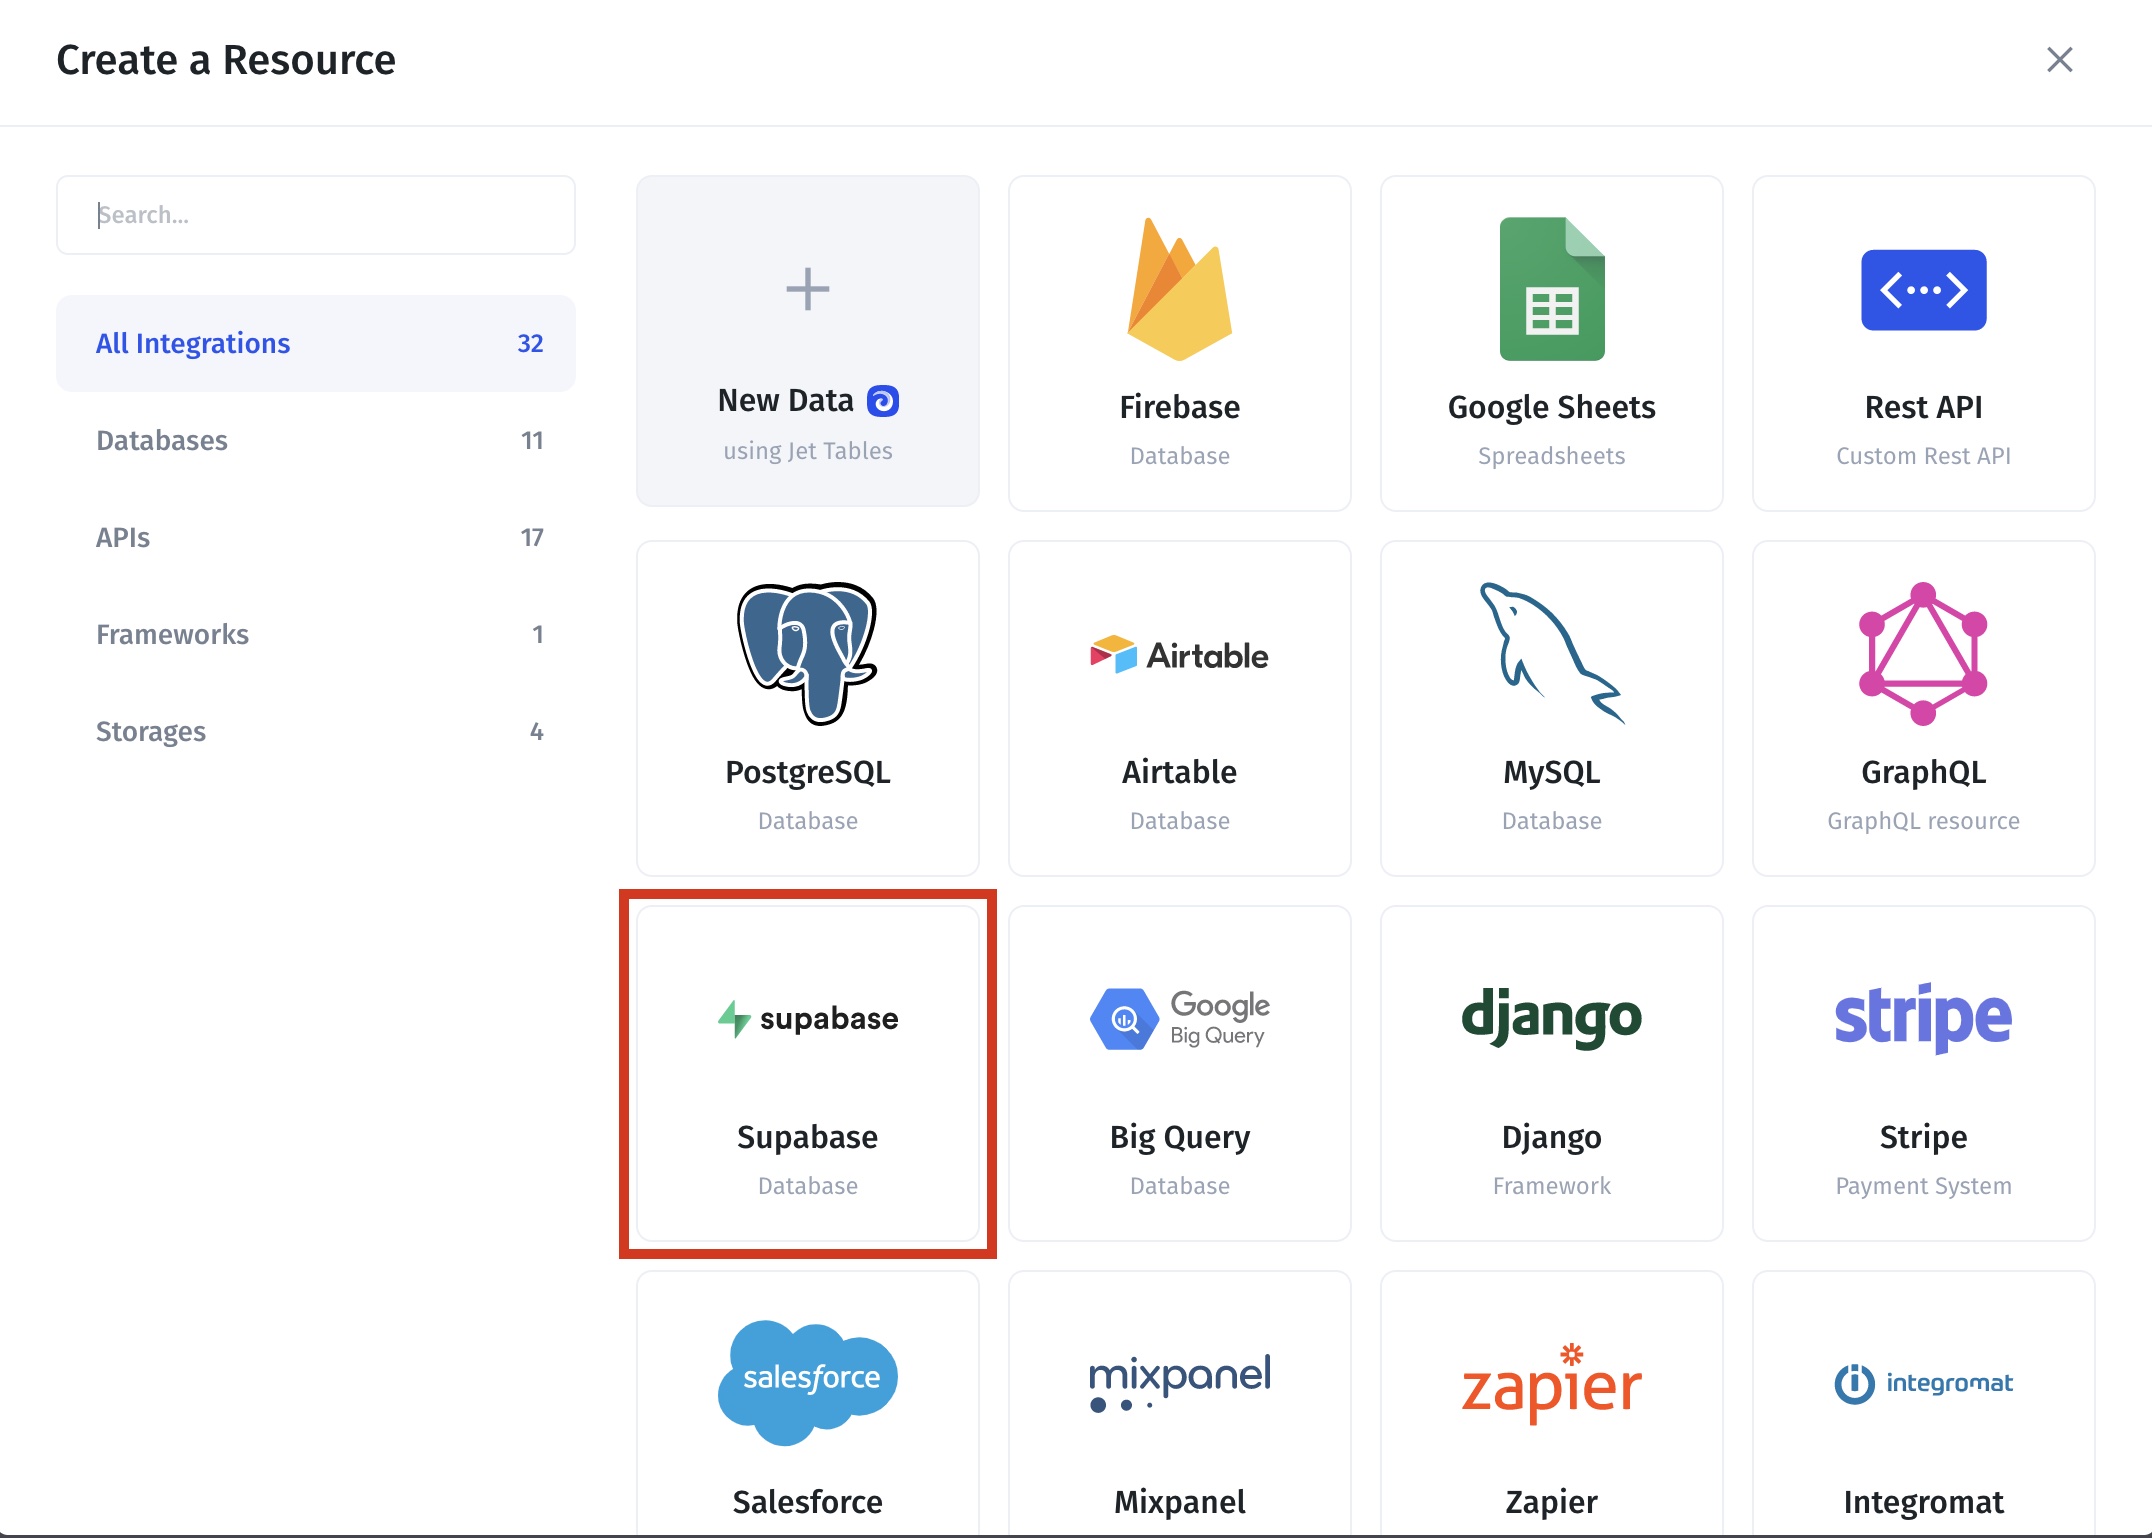 Create a Resource
Search...
All Integrations 32
Databases 11
APIs 17
Frameworks 1
Storages 4
New Data
using Jet Tables
Firebase
Database
Google Sheets
Spreadsheets
Rest API
Custom Rest API
PostgreSQL
Database
Airtable
Airtable
Database
MySQL
Database
GraphQL
GraphQL resource
supabase
Supabase
Database
Google
Big Query
Big Query
Database
django
Django
Framework
stripe
Stripe
Payment System
salesforce
Salesforce
mixpanel
Mixpanel
zapier
Zapier
integromat
Integromat